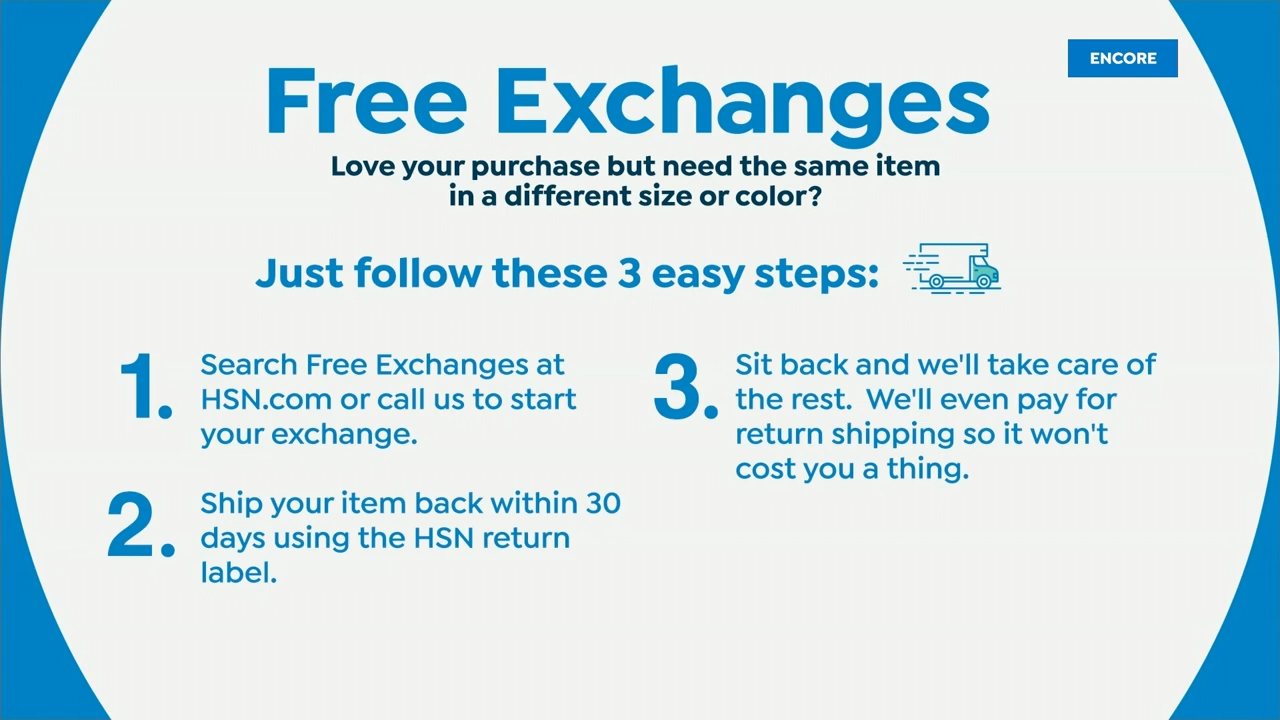 ENCORE
Free Exchanges
Love your purchase but need the same item
in a different size or color?
Just follow these 3 easy steps:
1. Search Free Exchanges at
HSN.com or call us to start
your exchange.
2. Ship your item back within 30
days using the HSN return
label.
3. Sit back and we'll take care of
the rest.  We'll even pay for
return shipping so it won't
cost you a thing.